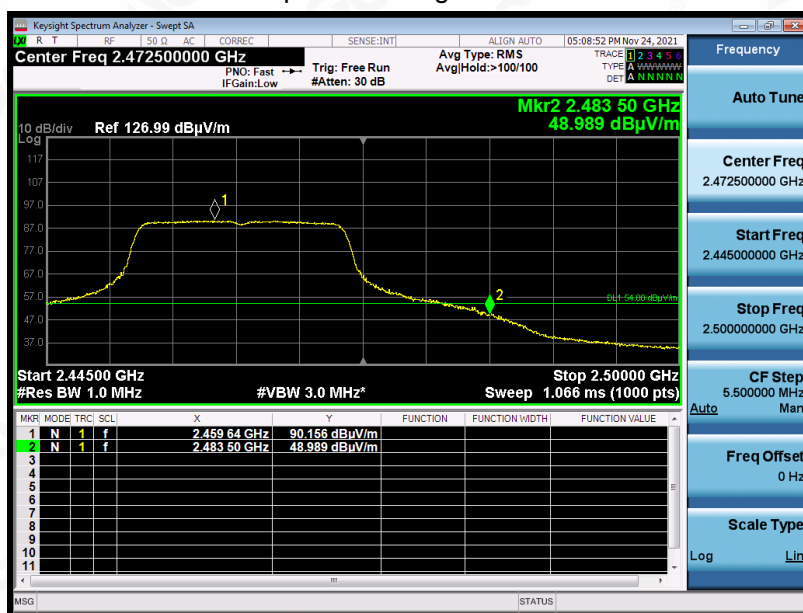 Keysight Spectrum Analyzer - Swept SA
LXI R T RF 50 Ω AC CORREC SENSE:INT ALIGN AUTO 05:08:52 PM Nov 24, 2021
Center Freq 2.472500000 GHz Avg Type: RMS TRACE 1 2 3 4 5 6
PNO: Fast Trig: Free Run Avg|Hold:>100/100 TYPE A WWWWW
IFGain:Low #Atten: 30 dB DET A N N N N N
Mkr2 2.483 50 GHz
48.989 dBµV/m
10 dB/div Ref 126.99 dBµV/m
Log
117
107
97.0
87.0
77.0
67.0
57.0
47.0
37.0
1
2
DL1 54.00 dBµV/m
Start 2.44500 GHz Stop 2.50000 GHz
#Res BW 1.0 MHz #VBW 3.0 MHz* Sweep 1.066 ms (1000 pts)
MKR MODE TRC SCL X Y FUNCTION FUNCTION WIDTH FUNCTION VALUE
1 N 1 f 2.459 64 GHz 90.156 dBµV/m
2 N 1 f 2.483 50 GHz 48.989 dBµV/m
3
4
5
6
7
8
9
10
11
MSG STATUS
Frequency
Auto Tune
Center Freq
2.472500000 GHz
Start Freq
2.445000000 GHz
Stop Freq
2.500000000 GHz
CF Step
5.500000 MHz
Auto Man
Freq Offset
0 Hz
Scale Type
Log Lin